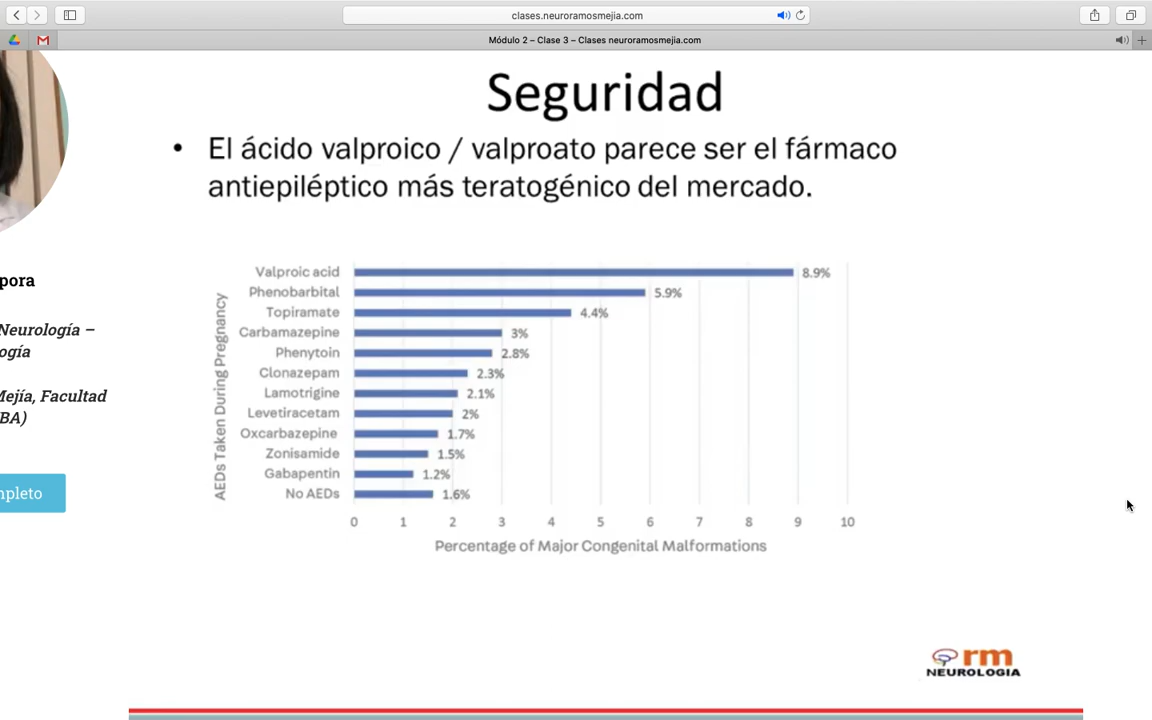 clases.neuroramosmejia.com
Módulo 2 – Clase 3 – Clases neuroramosmejia.com
Seguridad
• El ácido valproico / valproato parece ser el fármaco
antiepiléptico más teratogénico del mercado.
pora
Neurología –
ogía
Mejía, Facultad
BA)
mpleto
AEDs Taken During Pregnancy
Valproic acid 8.9%
Phenobarbital 5.9%
Topiramate 4.4%
Carbamazepine 3%
Phenytoin 2.8%
Clonazepam 2.3%
Lamotrigine 2.1%
Levetiracetam 2%
Oxcarbazepine 1.7%
Zonisamide 1.5%
Gabapentin 1.2%
No AEDs 1.6%
0 1 2 3 4 5 6 7 8 9 10
Percentage of Major Congenital Malformations
rm
NEUROLOGIA